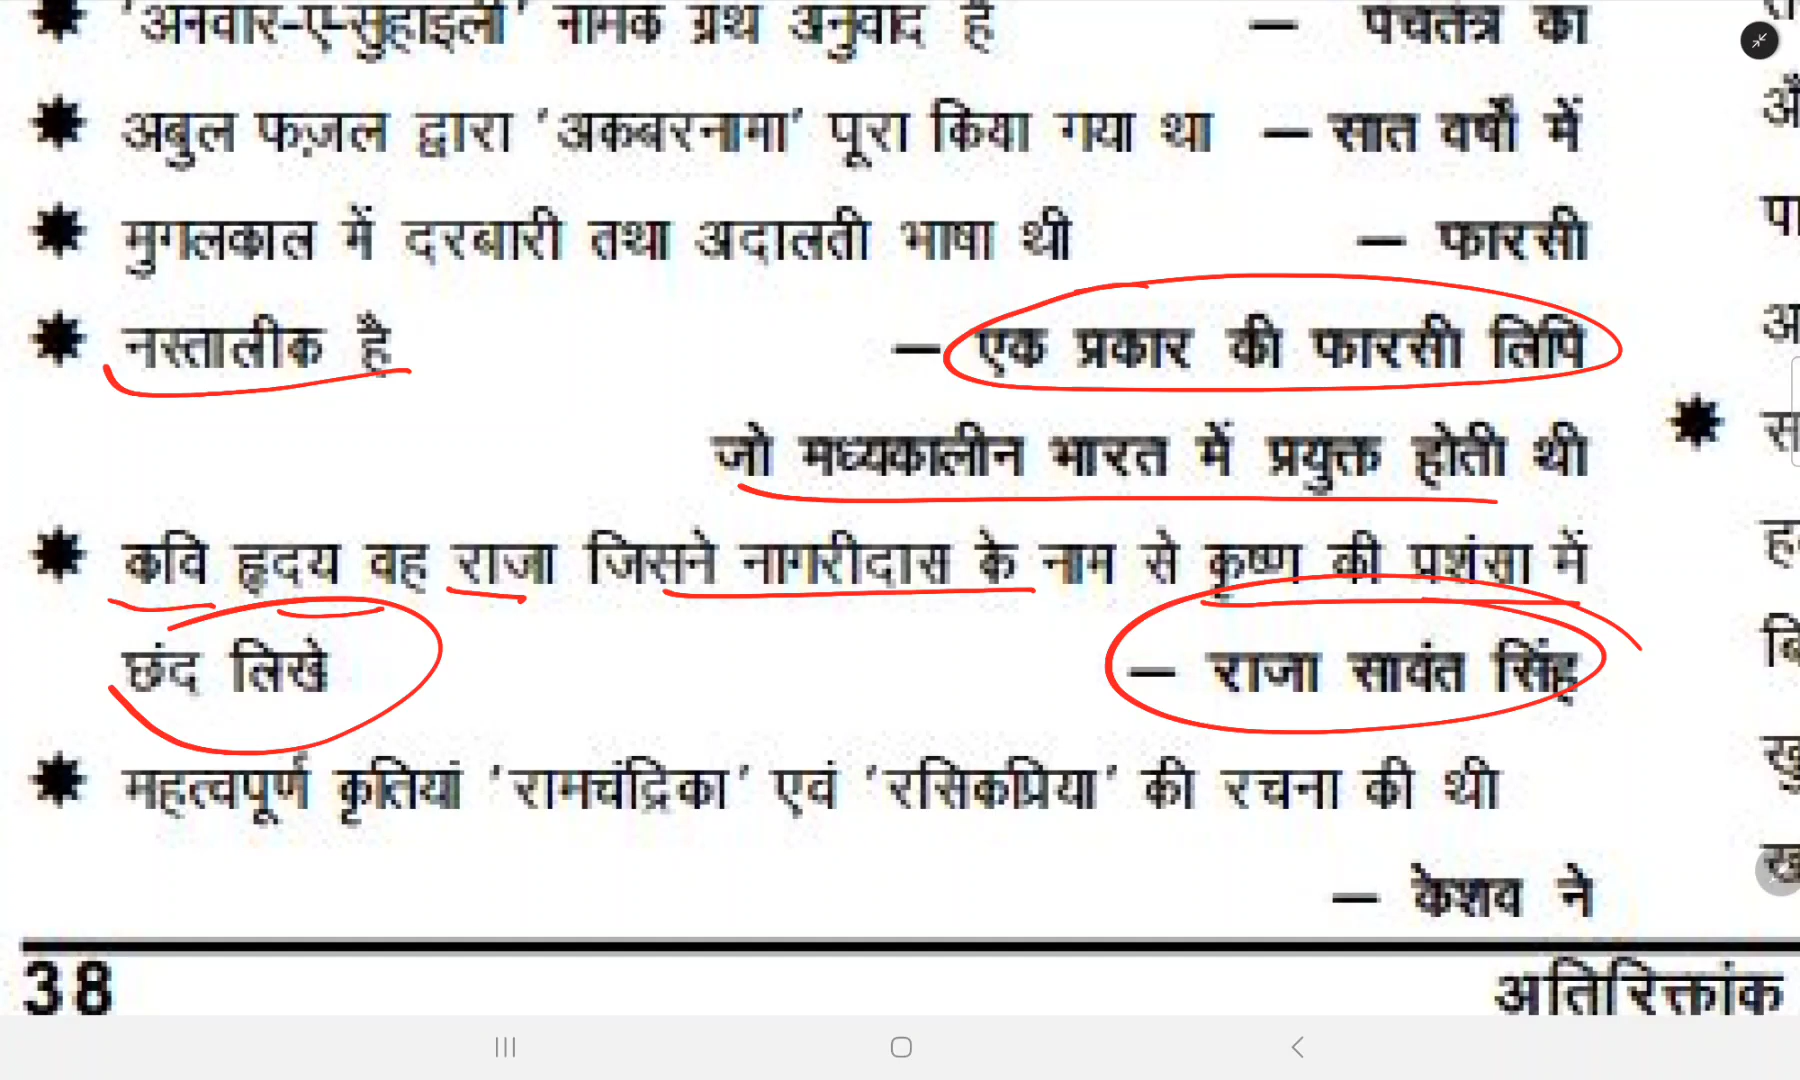 ✷ 'अनवार-ए-सुहाइली' नामक ग्रंथ अनुवाद है — पंचतंत्र का
✷ अबुल फज़ल द्वारा 'अकबरनामा' पूरा किया गया था — सात वर्षों में
✷ मुगलकाल में दरबारी तथा अदालती भाषा थी — फारसी
✷ नस्तालीक है — एक प्रकार की फारसी लिपि
जो मध्यकालीन भारत में प्रयुक्त होती थी
✷ कवि हृदय वह राजा जिसने नागरीदास के नाम से कृष्ण की प्रशंसा में
छंद लिखे — राजा सावंत सिंह
✷ महत्वपूर्ण कृतियां 'रामचंद्रिका' एवं 'रसिकप्रिया' की रचना की थी
— केशव ने
38 अतिरिक्तांक